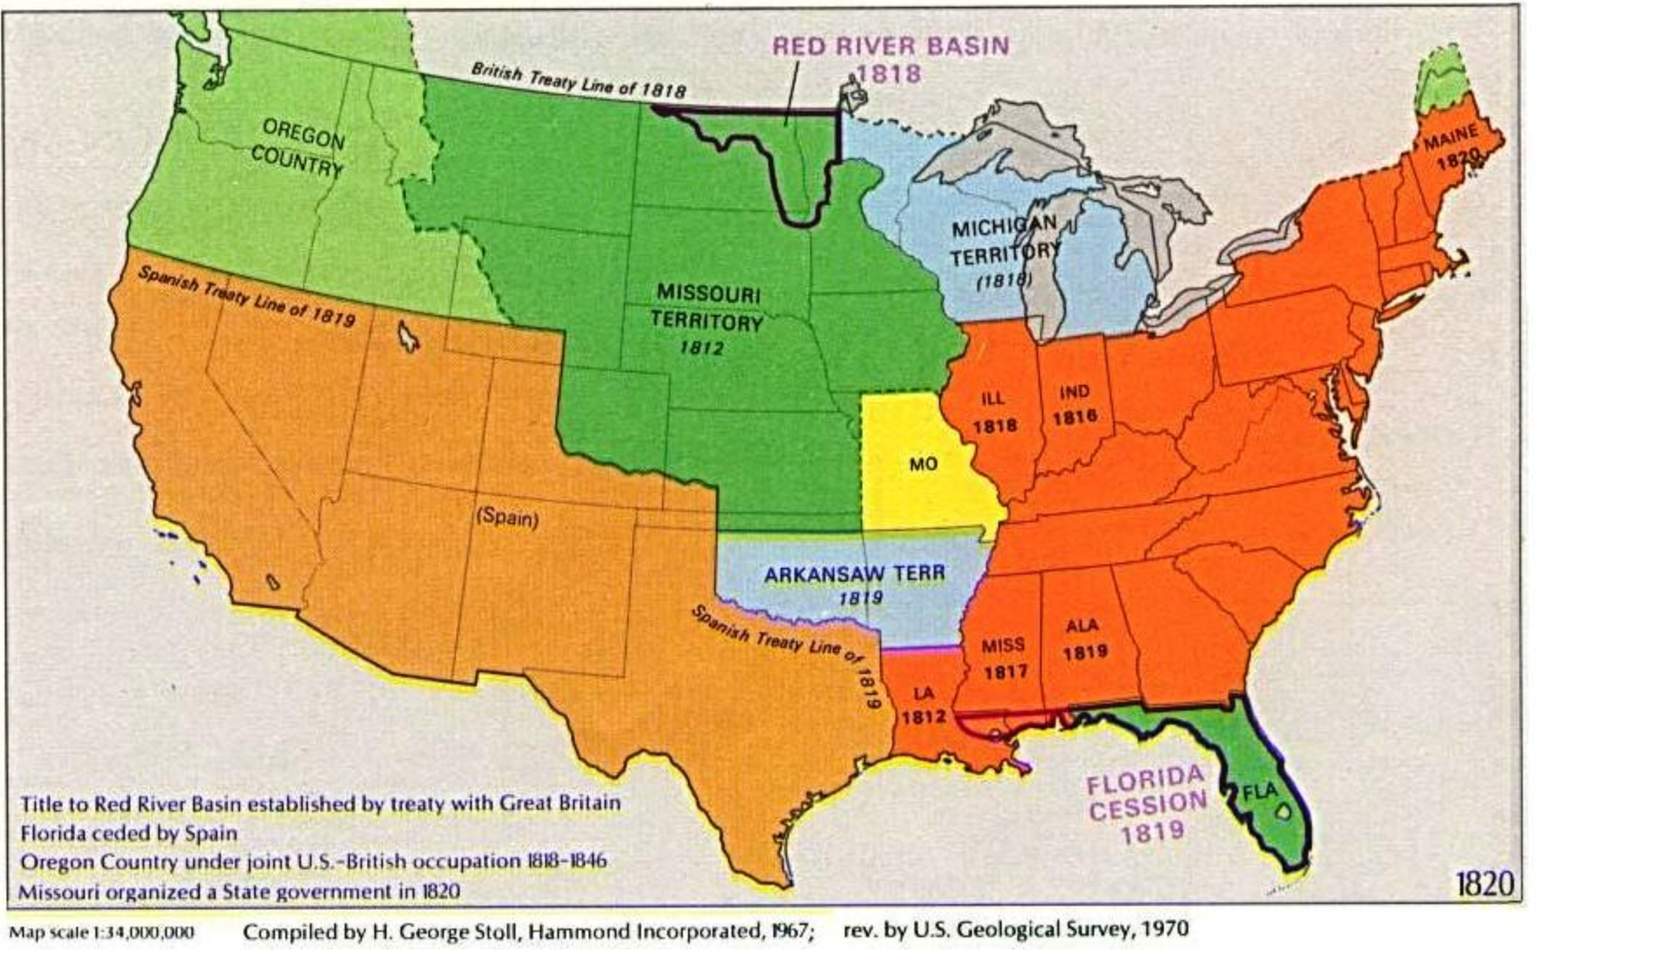 RED RIVER BASIN
1818
British Treaty Line of 1818
OREGON
COUNTRY
MAINE
1820
MICHIGAN
TERRITORY
(1818)
Spanish Treaty Line of 1819
MISSOURI
TERRITORY
1812
ILL
1818
IND
1816
MO
(Spain)
ARKANSAW TERR
1819
Spanish Treaty Line of 1819
MISS
1817
ALA
1819
LA
1812
FLORIDA
CESSION
1819
FLA
Title to Red River Basin established by treaty with Great Britain
Florida ceded by Spain
Oregon Country under joint U.S.-British occupation 1818-1846
Missouri organized a State government in 1820
1820
Map scale 1:34,000,000
Compiled by H. George Stoll, Hammond Incorporated, 1967; rev. by U.S. Geological Survey, 1970